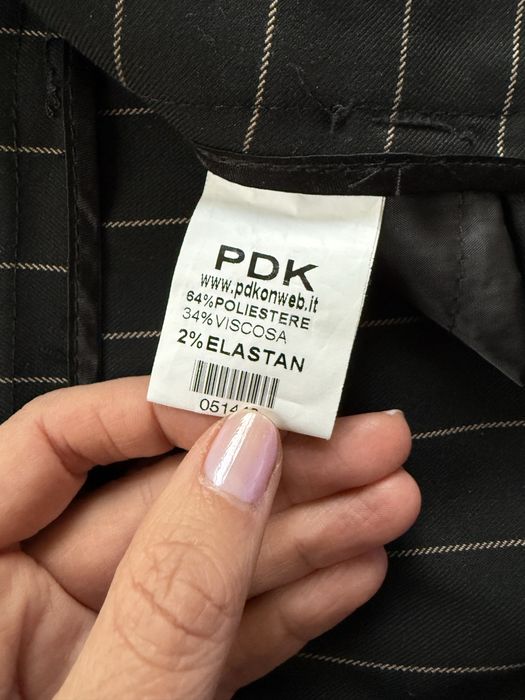 PDK
www.pdkonweb.it
64%POLIESTERE
34%VISCOSA
2%ELASTAN